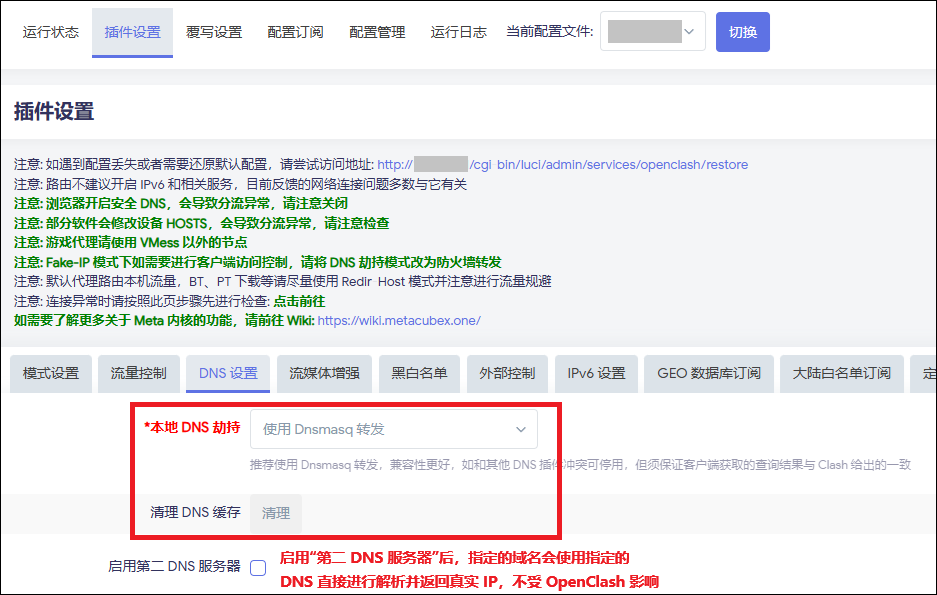 运行状态 插件设置 覆写设置 配置订阅 配置管理 运行日志 当前配置文件: 切换
插件设置
注意: 如遇到配置丢失或者需要还原默认配置，请尝试访问地址: http:// /cgi-bin/luci/admin/services/openclash/restore
注意: 路由不建议开启 IPv6 和相关服务，目前反馈的网络连接问题多数与它有关
注意: 浏览器开启安全 DNS，会导致分流异常，请注意关闭
注意: 部分软件会修改设备 HOSTS，会导致分流异常，请注意检查
注意: 游戏代理请使用 VMess 以外的节点
注意: Fake-IP 模式下如需要进行客户端访问控制，请将 DNS 劫持模式改为防火墙转发
注意: 默认代理路由本机流量，BT、PT 下载等请尽量使用 Redir-Host 模式并注意进行流量规避
注意: 连接异常时请按照此页步骤先进行检查: 点击前往
如需要了解更多关于 Meta 内核的功能，请前往 Wiki: https://wiki.metacubex.one/
模式设置 流量控制 DNS 设置 流媒体增强 黑白名单 外部控制 IPv6 设置 GEO 数据库订阅 大陆白名单订阅 定
*本地 DNS 劫持 使用 Dnsmasq 转发
推荐使用 Dnsmasq 转发，兼容性更好，如和其他 DNS 插件冲突可停用，但须保证客户端获取的查询结果与 Clash 给出的一致
清理 DNS 缓存 清理
启用第二 DNS 服务器 启用“第二 DNS 服务器”后，指定的域名会使用指定的
DNS 直接进行解析并返回真实 IP，不受 OpenClash 影响